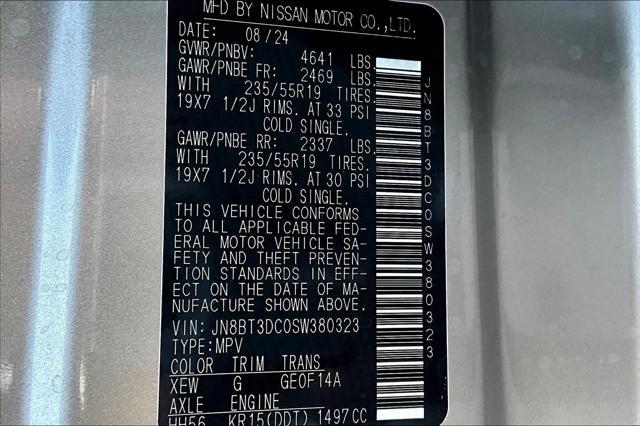 MFD BY NISSAN MOTOR CO.,LTD.
DATE: 08/24
GVWR/PNBV: 4641 LBS.
GAWR/PNBE FR: 2469 LBS.
WITH 235/55R19 TIRES.
19X7 1/2J RIMS. AT 33 PSI
COLD SINGLE.
GAWR/PNBE RR: 2337 LBS.
WITH 235/55R19 TIRES.
19X7 1/2J RIMS. AT 30 PSI
COLD SINGLE.
THIS VEHICLE CONFORMS
TO ALL APPLICABLE FED-
ERAL MOTOR VEHICLE SA-
FETY AND THEFT PREVEN-
TION STANDARDS IN EFF-
ECT ON THE DATE OF MA-
NUFACTURE SHOWN ABOVE.
VIN: JN8BT3DC0SW380323
TYPE:MPV
COLOR TRIM TRANS
XEW G GE0F14A
AXLE ENGINE
HH56 KR15(DDT) 1497CC
JN8BT3DC0SW380323